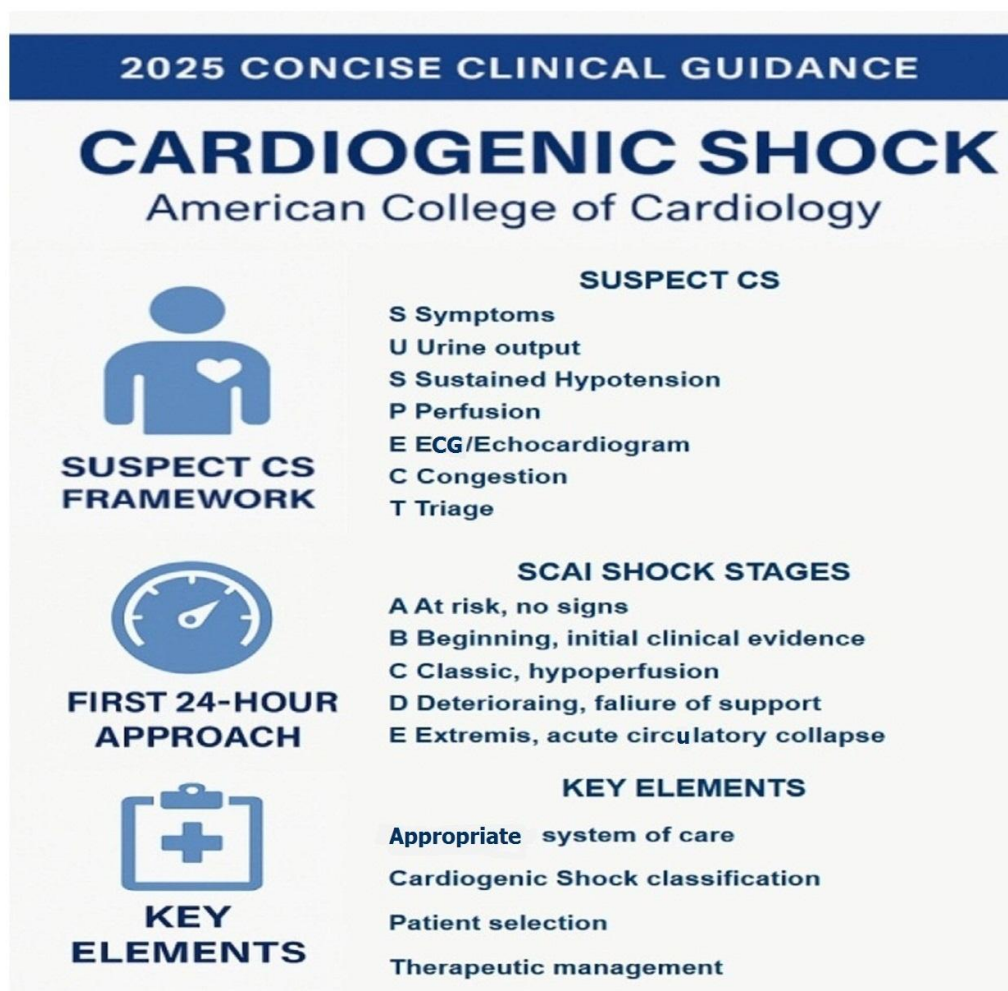 2025 CONCISE CLINICAL GUIDANCE
CARDIOGENIC SHOCK
American College of Cardiology
SUSPECT CS
FRAMEWORK
SUSPECT CS
S Symptoms
U Urine output
S Sustained Hypotension
P Perfusion
E ECG/Echocardiogram
C Congestion
T Triage
FIRST 24-HOUR
APPROACH
SCAI SHOCK STAGES
A At risk, no signs
B Beginning, initial clinical evidence
C Classic, hypoperfusion
D Deterioraing, faliure of support
E Extremis, acute circulatory collapse
KEY
ELEMENTS
KEY ELEMENTS
Appropriate system of care
Cardiogenic Shock classification
Patient selection
Therapeutic management